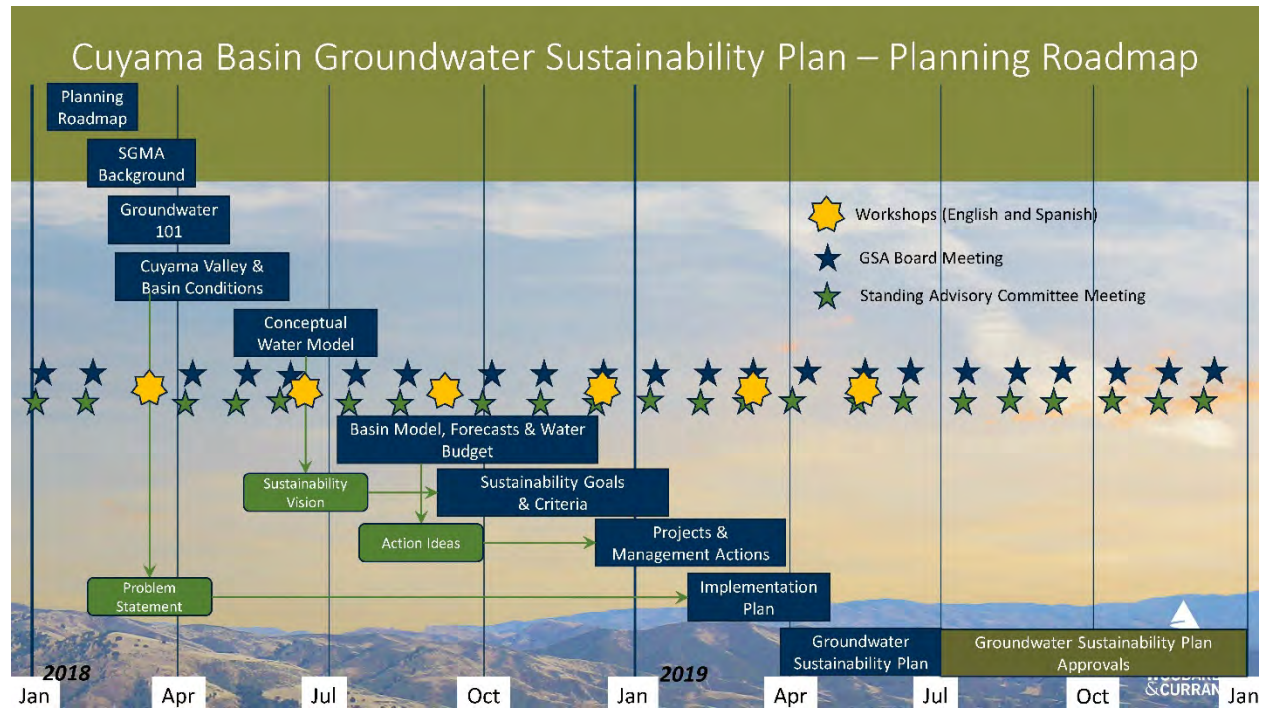 Cuyama Basin Groundwater Sustainability Plan – Planning Roadmap
Planning
Roadmap
SGMA
Background
Groundwater
101
Cuyama Valley &
Basin Conditions
Conceptual
Water Model
Workshops (English and Spanish)
GSA Board Meeting
Standing Advisory Committee Meeting
Basin Model, Forecasts & Water
Budget
Sustainability
Vision
Sustainability Goals
& Criteria
Action Ideas
Projects &
Management Actions
Problem
Statement
Implementation
Plan
Groundwater
Sustainability Plan
Groundwater Sustainability Plan
Approvals
&CURRAN
2018
2019
Jan
Apr
Jul
Oct
Jan
Apr
Jul
Oct
Jan